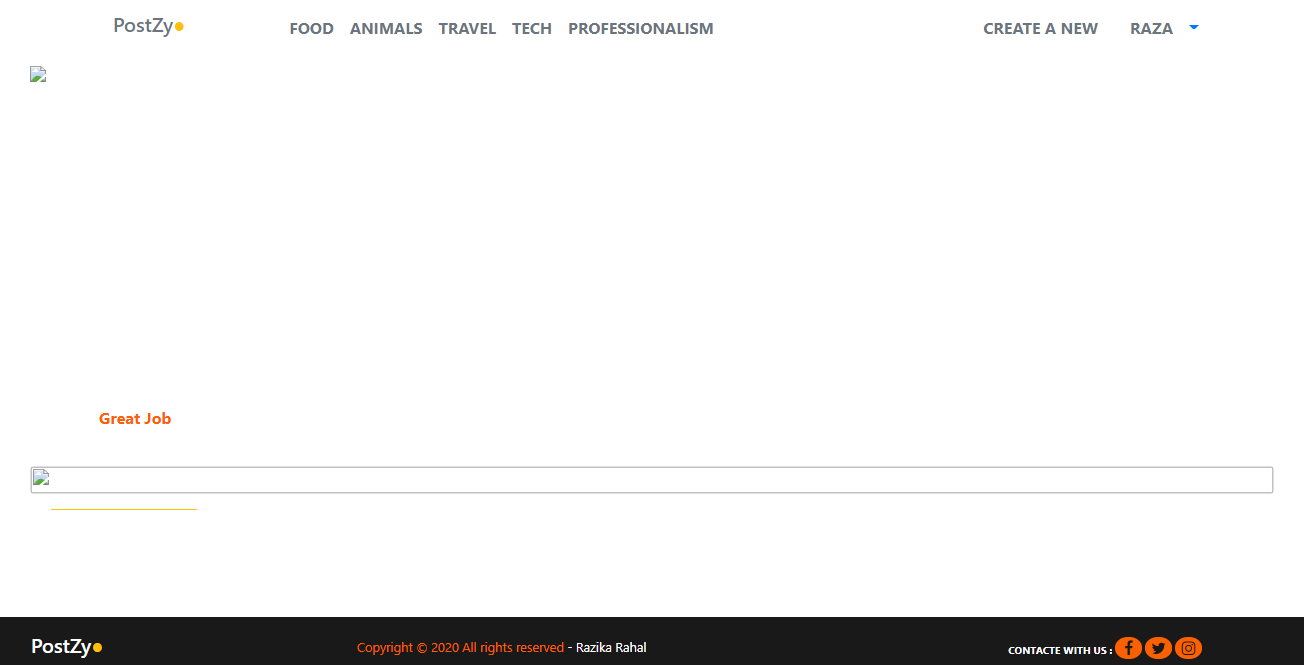 PostZy
FOOD ANIMALS TRAVEL TECH PROFESSIONALISM CREATE A NEW RAZA
Great Job
PostZy
Copyright © 2020 All rights reserved - Razika Rahal
CONTACTE WITH US :